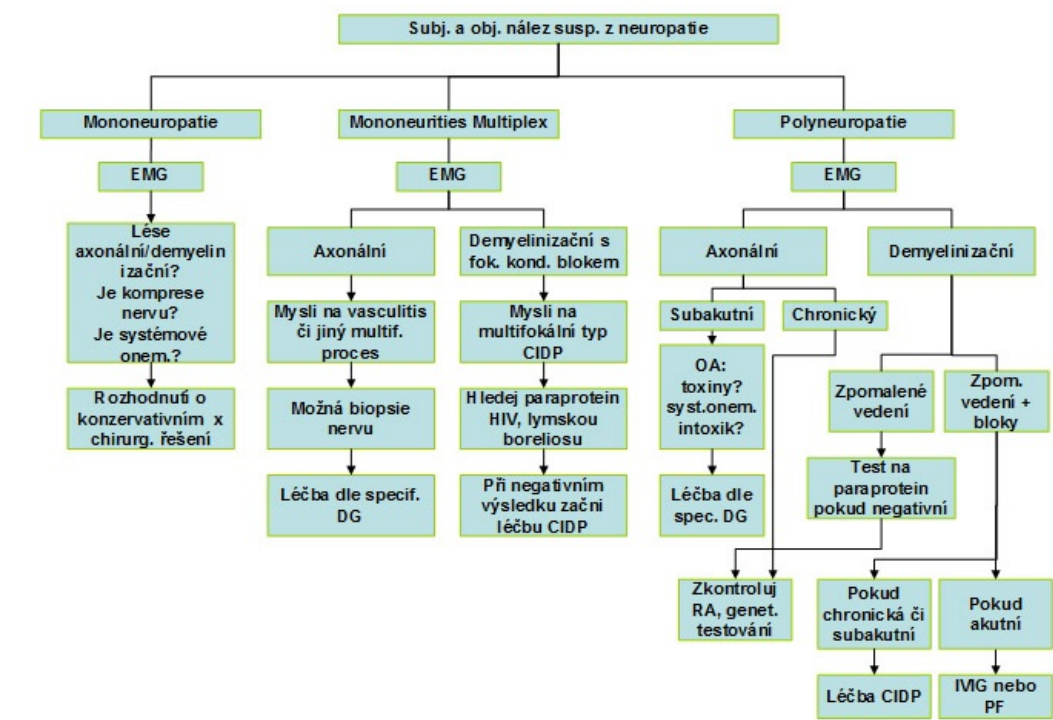 Subj. a obj. nález susp. z neuropatie
Mononeuropatie
Mononeurities Multiplex
Polyneuropatie
EMG
EMG
EMG
Lése
axonální/demyelin
izační?
Je komprese
nervu?
Je systémové
onem.?
Rozhodnutí o
konzervativním x
chirurg. řešení
Axonální
Mysli na vasculitis
či jiný multif.
proces
Možná biopsie
nervu
Léčba dle specif.
DG
Demyelinizační s
fok. kond. blokem
Mysli na
multifokální typ
CIDP
Hledej paraprotein
HIV, lymskou
boreliosu
Při negativním
výsledku začni
léčbu CIDP
Axonální
Demyelinizační
Subakutní
Chronický
OA:
toxiny?
syst.onem.
intoxik?
Léčba dle
spec. DG
Zpomalené
vedení
Zpom.
vedení +
bloky
Test na
paraprotein
pokud negativní
Zkontroluj
RA, genet.
testování
Pokud
chronická či
subakutní
Pokud
akutní
Léčba CIDP
IVIG nebo
PF